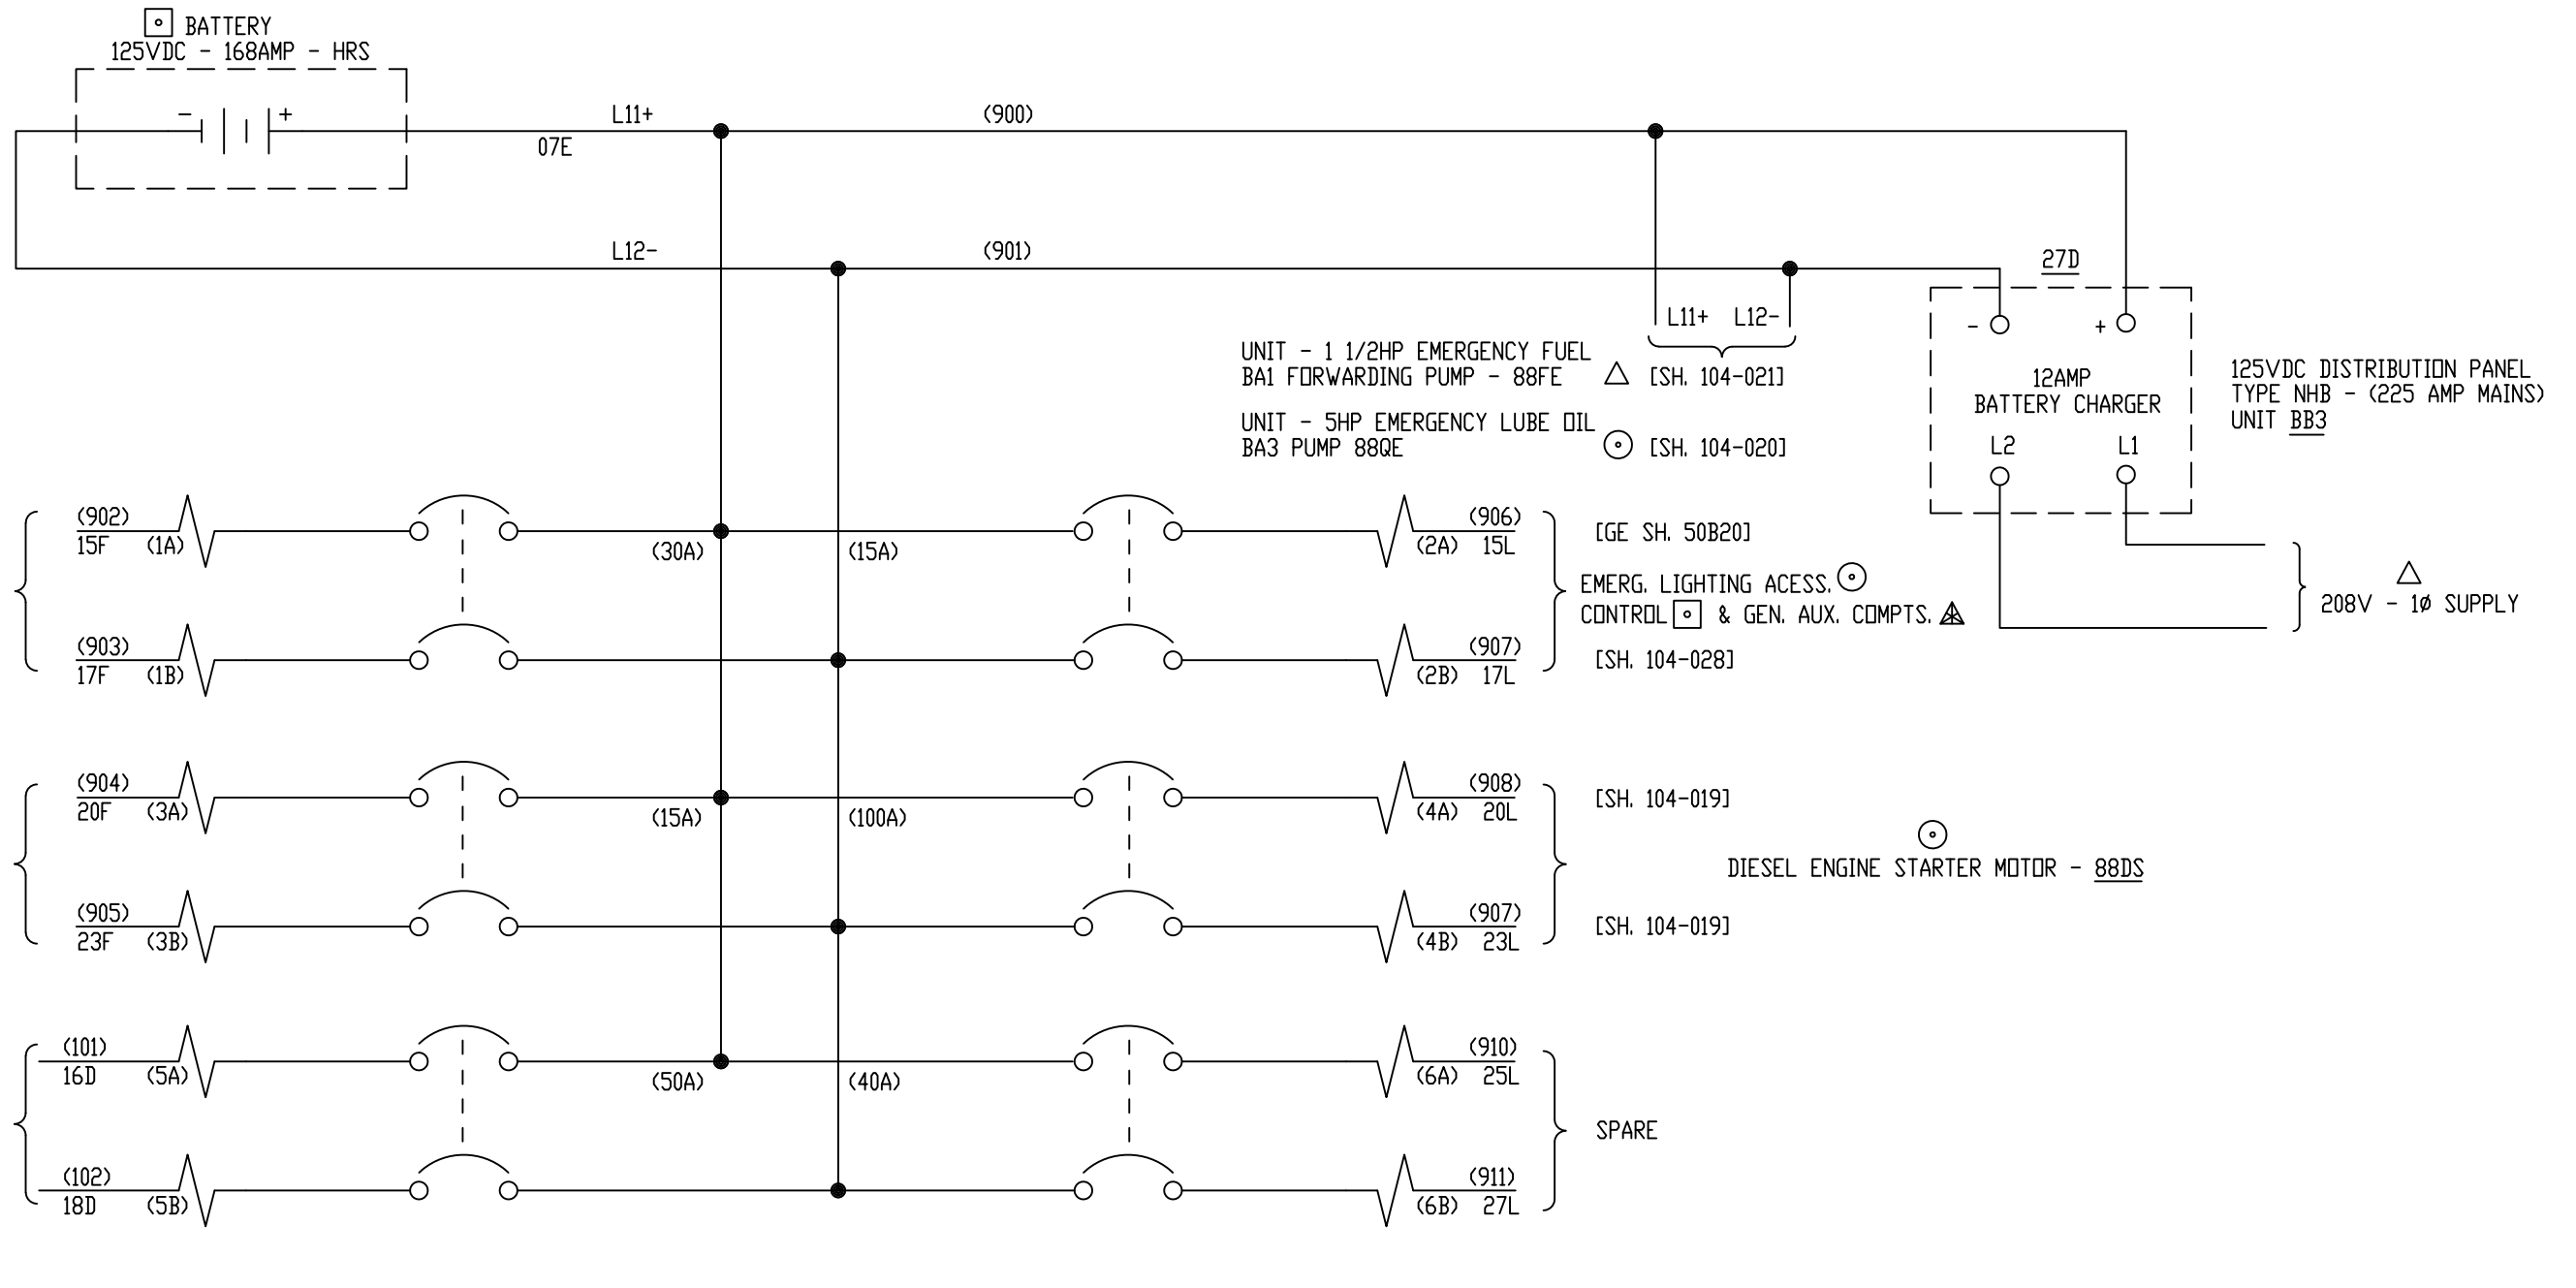 BATTERY
125VDC - 168AMP - HRS
- +
L11+
07E
(900)
L12-
(901)
L11+ L12-
UNIT - 1 1/2HP EMERGENCY FUEL
BA1 FORWARDING PUMP - 88FE [SH. 104-021]
UNIT - 5HP EMERGENCY LUBE OIL
BA3 PUMP 88QE [SH. 104-020]
27D
- +
12AMP
BATTERY CHARGER
L2 L1
125VDC DISTRIBUTION PANEL
TYPE NHB - (225 AMP MAINS)
UNIT BB3
208V - 1ø SUPPLY
(902)
15F (1A)
(30A) (15A)
(906)
(2A) 15L
[GE SH. 50B20]
EMERG. LIGHTING ACESS.
CONTROL & GEN. AUX. COMPTS.
(903)
17F (1B)
(907)
(2B) 17L
[SH. 104-028]
(904)
20F (3A)
(15A) (100A)
(908)
(4A) 20L
[SH. 104-019]
DIESEL ENGINE STARTER MOTOR - 88DS
(905)
23F (3B)
(907)
(4B) 23L
[SH. 104-019]
(101)
16D (5A)
(50A) (40A)
(910)
(6A) 25L
SPARE
(102)
18D (5B)
(911)
(6B) 27L